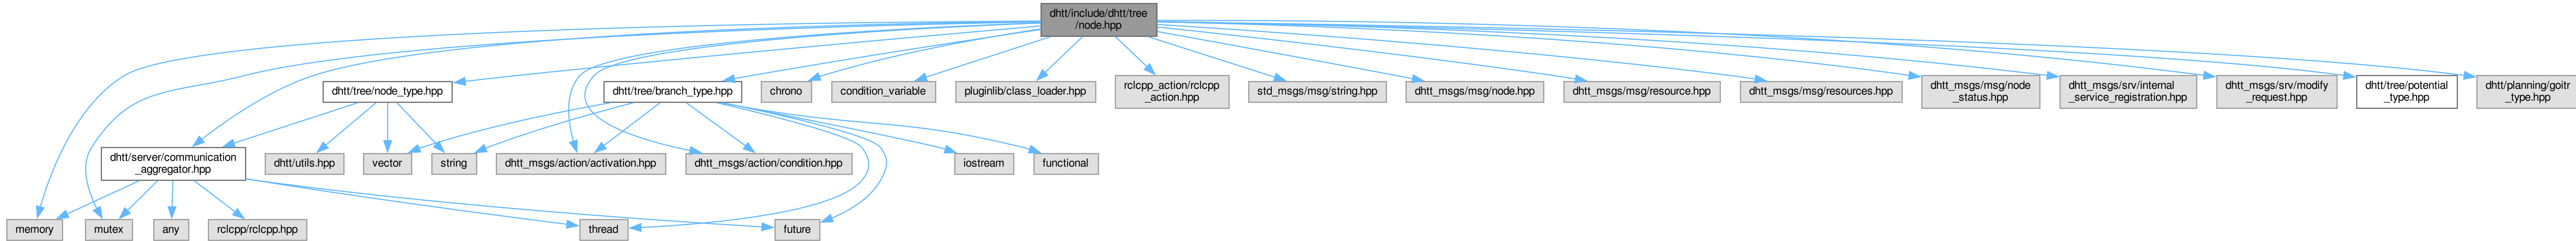 dhtt/include/dhtt/tree
/node.hpp
dhtt/tree/node_type.hpp
dhtt/tree/branch_type.hpp
chrono
condition_variable
pluginlib/class_loader.hpp
rclcpp_action/rclcpp
_action.hpp
std_msgs/msg/string.hpp
dhtt_msgs/msg/node.hpp
dhtt_msgs/msg/resource.hpp
dhtt_msgs/msg/resources.hpp
dhtt_msgs/msg/node
_status.hpp
dhtt_msgs/srv/internal
_service_registration.hpp
dhtt_msgs/srv/modify
_request.hpp
dhtt/tree/potential
_type.hpp
dhtt/planning/goitr
_type.hpp
dhtt/server/communication
_aggregator.hpp
dhtt/utils.hpp
vector
string
dhtt_msgs/action/activation.hpp
dhtt_msgs/action/condition.hpp
iostream
functional
memory
mutex
any
rclcpp/rclcpp.hpp
thread
future